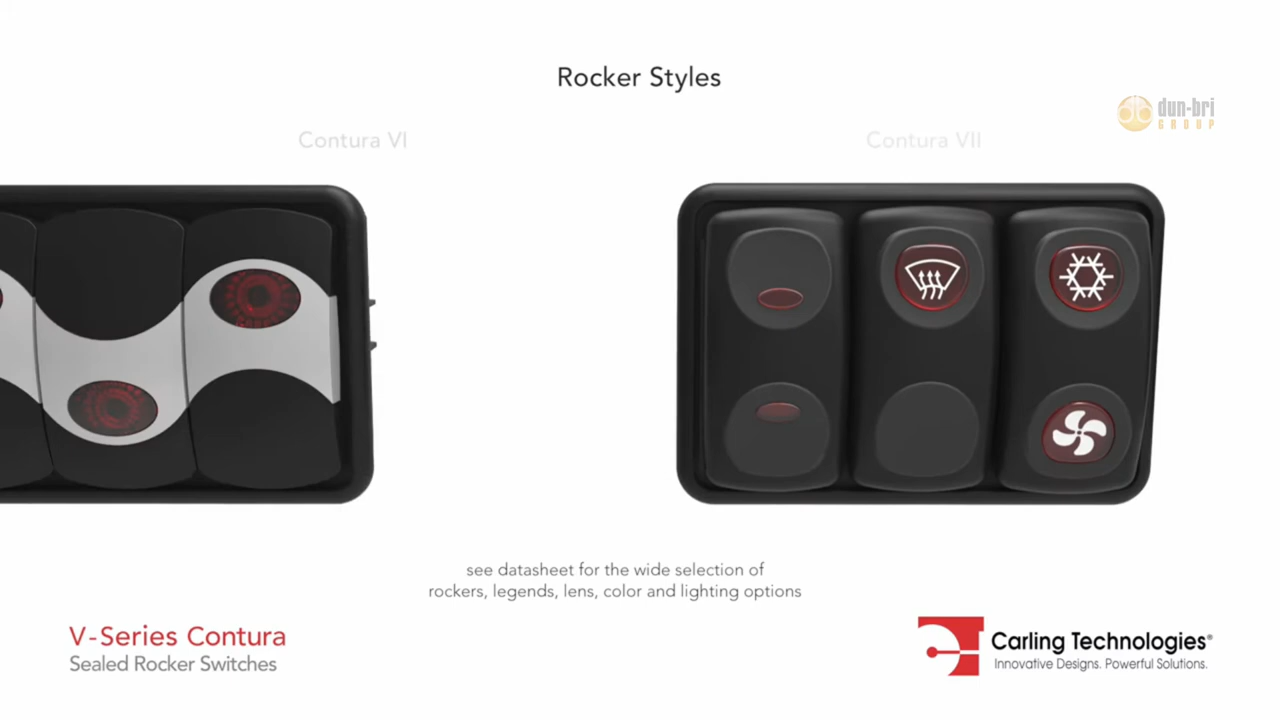 Rocker Styles
dun-bri
GROUP
Contura VI
Contura VII
see datasheet for the wide selection of
rockers, legends, lens, color and lighting options
V-Series Contura
Sealed Rocker Switches
Carling Technologies®
Innovative Designs. Powerful Solutions.